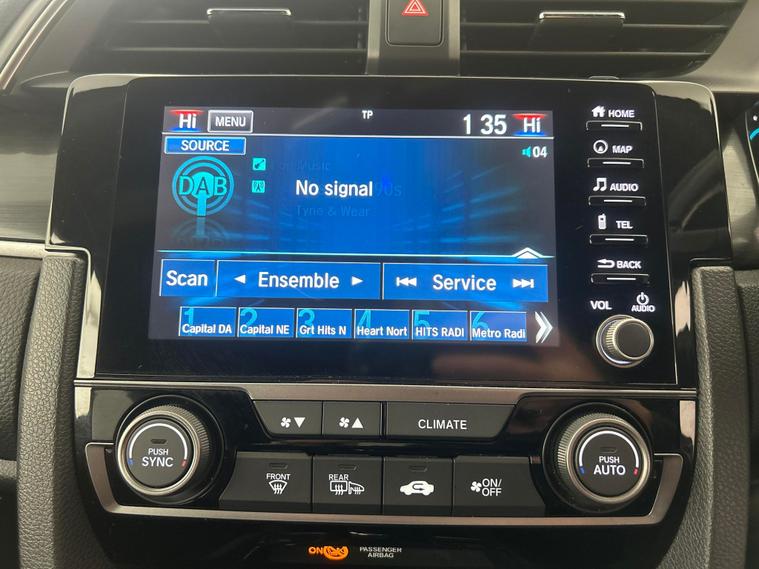 Hi MENU TP 1 35 Hi
SOURCE
04
DAB
No signal
Tyne & Wear
Scan Ensemble Service
1 2 3 4 5 6
Capital DA Capital NE Grt Hits N Heart Nort HITS RADI Metro Radi
HOME
MAP
AUDIO
TEL
BACK
VOL AUDIO
CLIMATE
PUSH SYNC
FRONT
REAR
ON/OFF
PUSH AUTO
ON
PASSENGER
AIRBAG